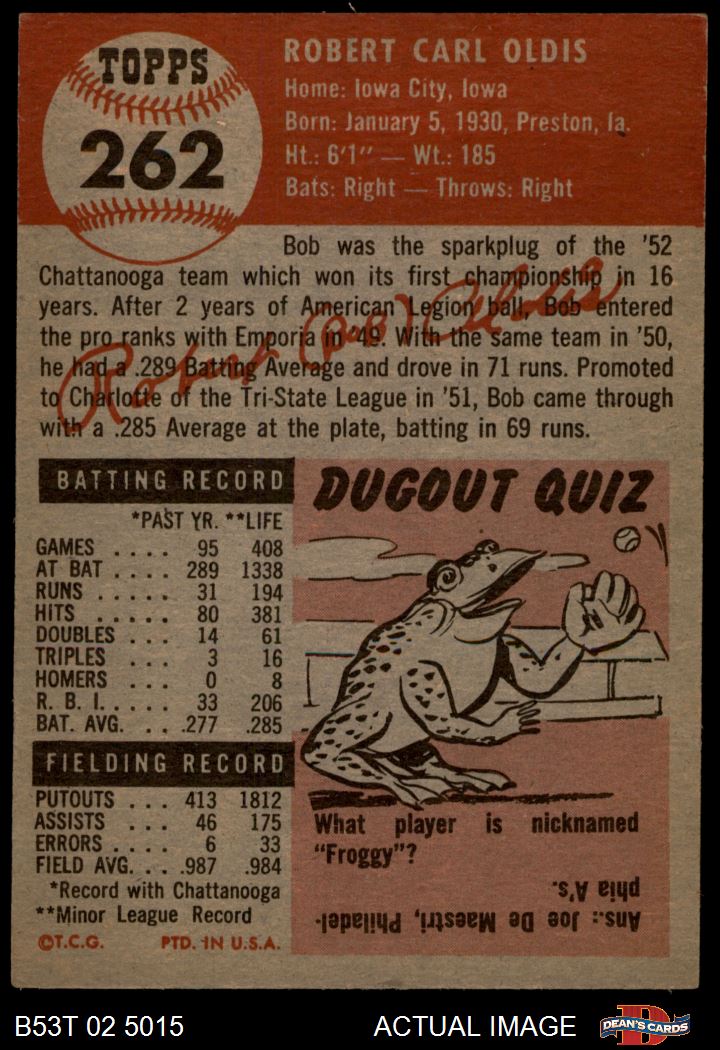 TOPPS
262
ROBERT CARL OLDIS
Home: Iowa City, Iowa
Born: January 5, 1930, Preston, Ia.
Ht.: 6'1" — Wt.: 185
Bats: Right — Throws: Right
Bob was the sparkplug of the '52
Chattanooga team which won its first championship in 16
years. After 2 years of American Legion ball, Bob entered
the pro ranks with Emporia in '49. With the same team in '50,
he had a .289 Batting Average and drove in 71 runs. Promoted
to Charlotte of the Tri-State League in '51, Bob came through
with a .285 Average at the plate, batting in 69 runs.
Robert (Bob) Oldis
BATTING RECORD
*PAST YR. **LIFE
GAMES .... 95 408
AT BAT .... 289 1338
RUNS ..... 31 194
HITS ..... 80 381
DOUBLES ... 14 61
TRIPLES ... 3 16
HOMERS ... 0 8
R. B. I. .... 33 206
BAT. AVG. ... .277 .285
FIELDING RECORD
PUTOUTS ... 413 1812
ASSISTS ... 46 175
ERRORS .... 6 33
FIELD AVG. ... .987 .984
*Record with Chattanooga
**Minor League Record
©T.C.G. PTD. IN U.S.A.
DUGOUT QUIZ
What player is nicknamed
"Froggy"?
Ans.: Joe De Maestri, Philadel-
phia A's.
B53T 02 5015
ACTUAL IMAGE
D
DEAN'S CARDS